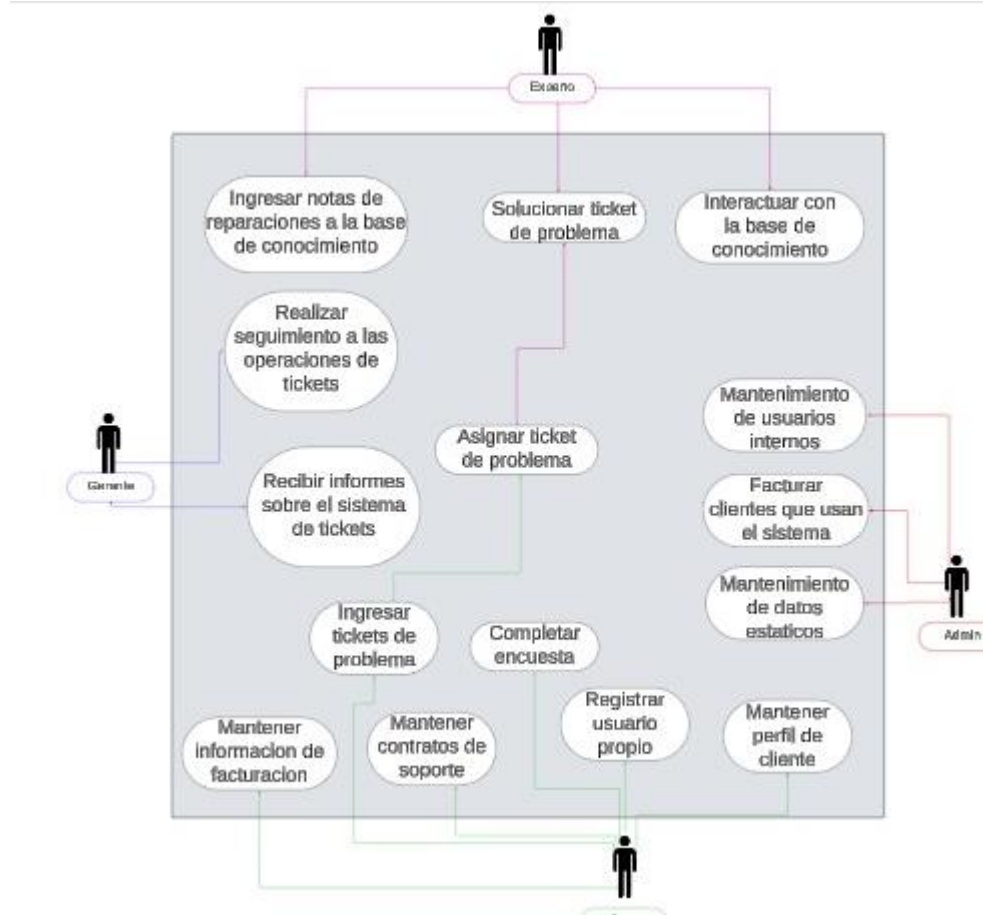 Experto
Ingresar notas de
reparaciones a la base
de conocimiento
Solucionar ticket
de problema
Interactuar con
la base de
conocimiento
Realizar
seguimiento a las
operaciones de
tickets
Mantenimiento
de usuarios
internos
Asignar ticket
de problema
Gerente
Recibir informes
sobre el sistema
de tickets
Facturar
clientes que usan
el sistema
Mantenimiento
de datos
estaticos
Admin
Ingresar
tickets de
problema
Completar
encuesta
Registrar
usuario
propio
Mantener
perfil de
cliente
Mantener
informacion de
facturacion
Mantener
contratos de
soporte